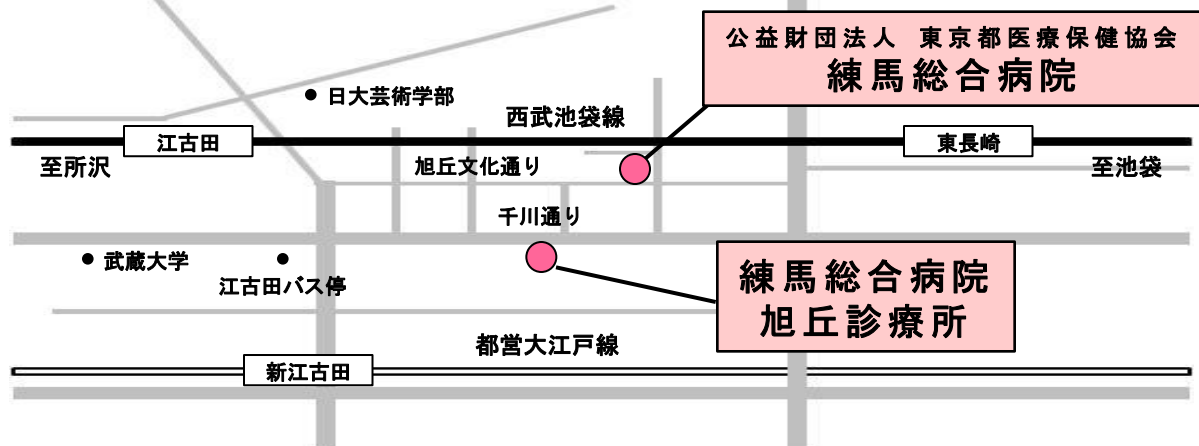 公益財団法人 東京都医療保健協会
練馬総合病院
日大芸術学部
西武池袋線
江古田
東長崎
至所沢
旭丘文化通り
至池袋
千川通り
武蔵大学
江古田バス停
練馬総合病院
旭丘診療所
都営大江戸線
新江古田